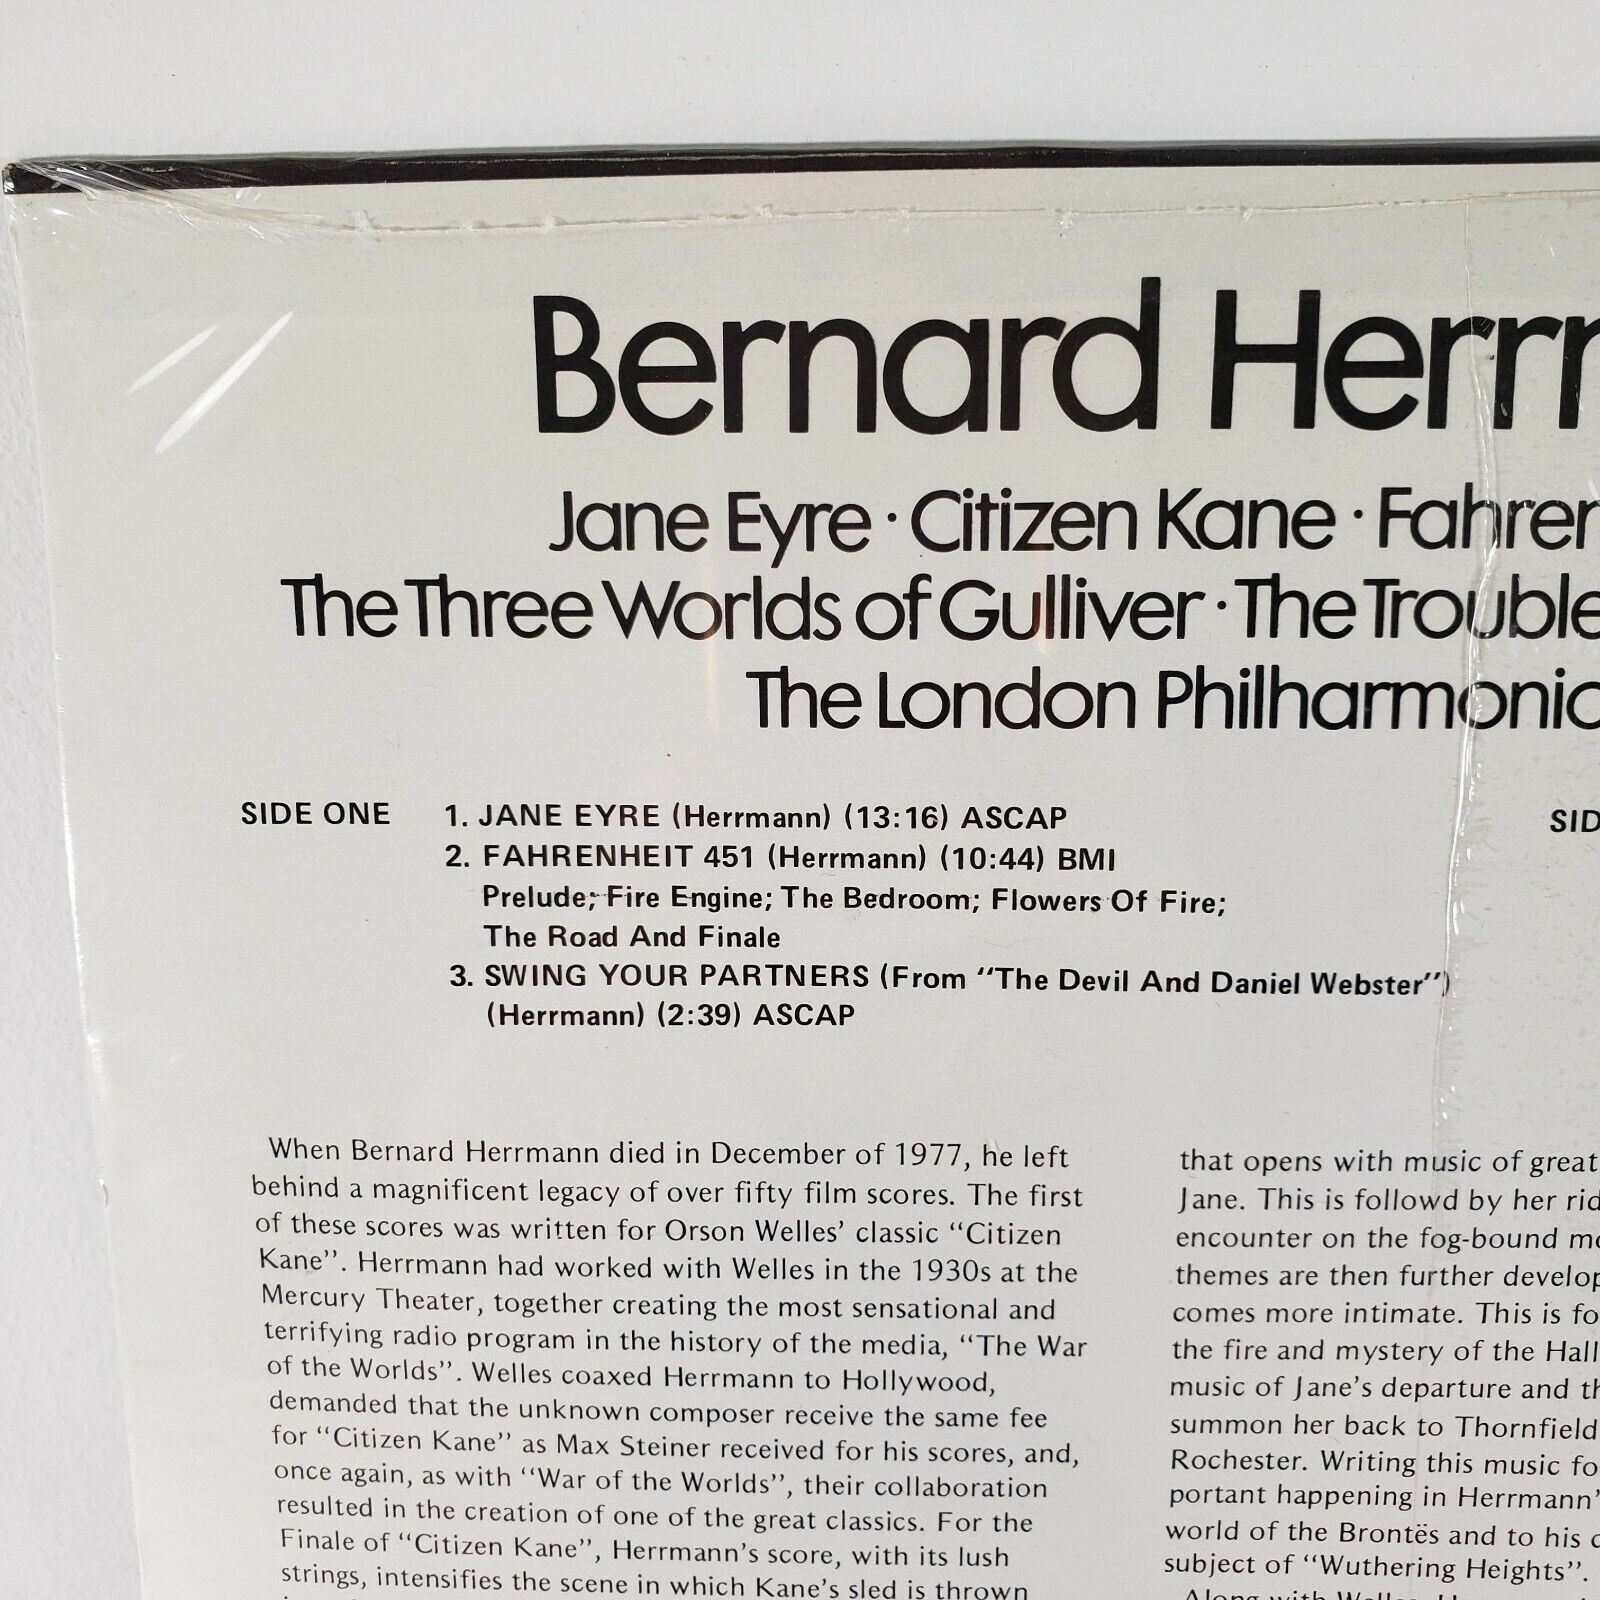 Bernard Herrm
Jane Eyre · Citizen Kane · Fahren
The Three Worlds of Gulliver · The Trouble
The London Philharmonic
SIDE ONE
1. JANE EYRE (Herrmann) (13:16) ASCAP
2. FAHRENHEIT 451 (Herrmann) (10:44) BMI
Prelude; Fire Engine; The Bedroom; Flowers Of Fire;
The Road And Finale
3. SWING YOUR PARTNERS (From "The Devil And Daniel Webster")
(Herrmann) (2:39) ASCAP
SID
When Bernard Herrmann died in December of 1977, he left
behind a magnificent legacy of over fifty film scores. The first
of these scores was written for Orson Welles' classic "Citizen
Kane". Herrmann had worked with Welles in the 1930s at the
Mercury Theater, together creating the most sensational and
terrifying radio program in the history of the media, "The War
of the Worlds". Welles coaxed Herrmann to Hollywood,
demanded that the unknown composer receive the same fee
for "Citizen Kane" as Max Steiner received for his scores, and,
once again, as with "War of the Worlds", their collaboration
resulted in the creation of one of the great classics. For the
Finale of "Citizen Kane", Herrmann's score, with its lush
strings, intensifies the scene in which Kane's sled is thrown
that opens with music of great
Jane. This is followd by her rid
encounter on the fog-bound mo
themes are then further develop
comes more intimate. This is fo
the fire and mystery of the Hall
music of Jane's departure and th
summon her back to Thornfield
Rochester. Writing this music fo
portant happening in Herrmann'
world of the Brontës and to his
subject of "Wuthering Heights".
Along with Welles,